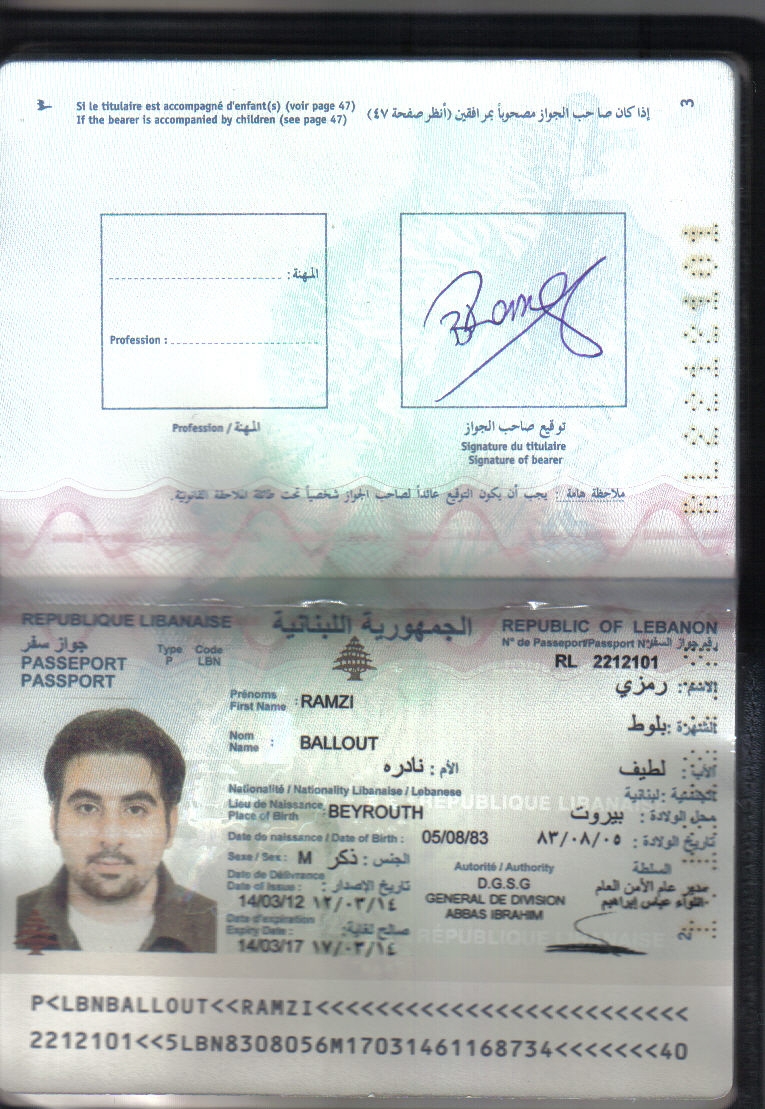 Si le titulaire est accompagné d'enfant(s) (voir page 47)
If the bearer is accompanied by children (see page 47)
إذا كان صاحب الجواز مصحوباً بمرافقين (أنظر صفحة ٤٧)
3
المهنة :
Profession :
Profession / المهنة
توقيع صاحب الجواز
Signature du titulaire
Signature of bearer
ملاحظة هامة : يجب أن يكون التوقيع عائداً لصاحب الجواز شخصياً تحت طائلة الملاحقة القانونية.
RL2212101
REPUBLIQUE LIBANAISE الجمهورية اللبنانية REPUBLIC OF LEBANON
جواز سفر
PASSEPORT
PASSPORT
Type Code
P LBN
N° de Passeport/Passport N° رقم جواز السفر
RL 2212101
Prénoms
First Name : RAMZI
الاسم: رمزي
Nom
Name : BALLOUT
الشهرة: بلوط
الأم : نادره
الأب: لطيف
Nationalité / Nationality Libanaise / Lebanese
الجنسية: لبنانية
Lieu de Naissance
Place of Birth : BEYROUTH
محل الولادة: بيروت
Date de naissance / Date of Birth : 05/08/83
تاريخ الولادة : ٨٣/٠٨/٠٥
Sexe / Sex : M الجنس : ذكر
Autorité / Authority السلطة
Date de Délivrance
Date of Issue : تاريخ الإصدار :
14/03/12 ١٢/٠٣/١٤
D.G.S.G
GENERAL DE DIVISION
ABBAS IBRAHIM
مدير عام الأمن العام
اللواء عباس إبراهيم
Date d'expiration
Expiry Date : صالح لغاية:
14/03/17 ١٧/٠٣/١٤
REPUBLIQUE LIBANAISE
P<LBNBALLOUT<<RAMZI<<<<<<<<<<<<<<<<<<<<<<<<<
2212101<<5LBN8308056M17031461168734<<<<<<<40